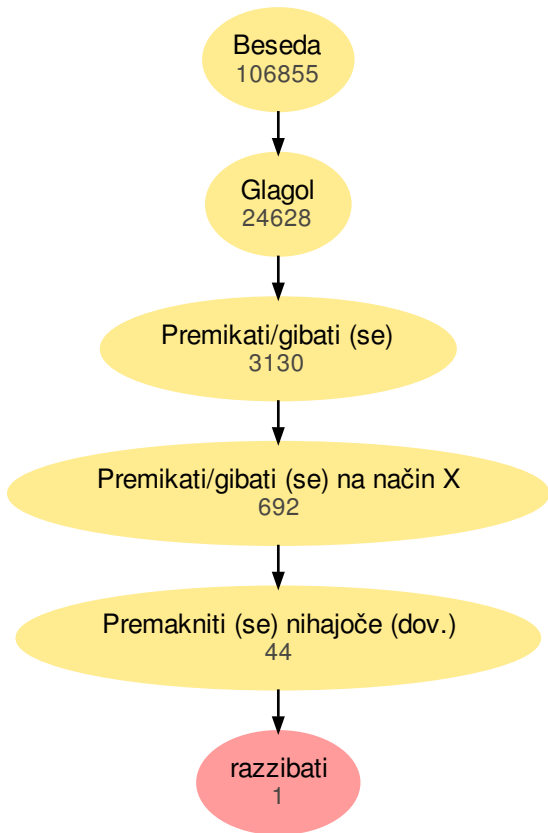 Beseda
106855
Glagol
24628
Premikati/gibati (se)
3130
Premikati/gibati (se) na način X
692
Premakniti (se) nihajoče (dov.)
44
razzibati
1